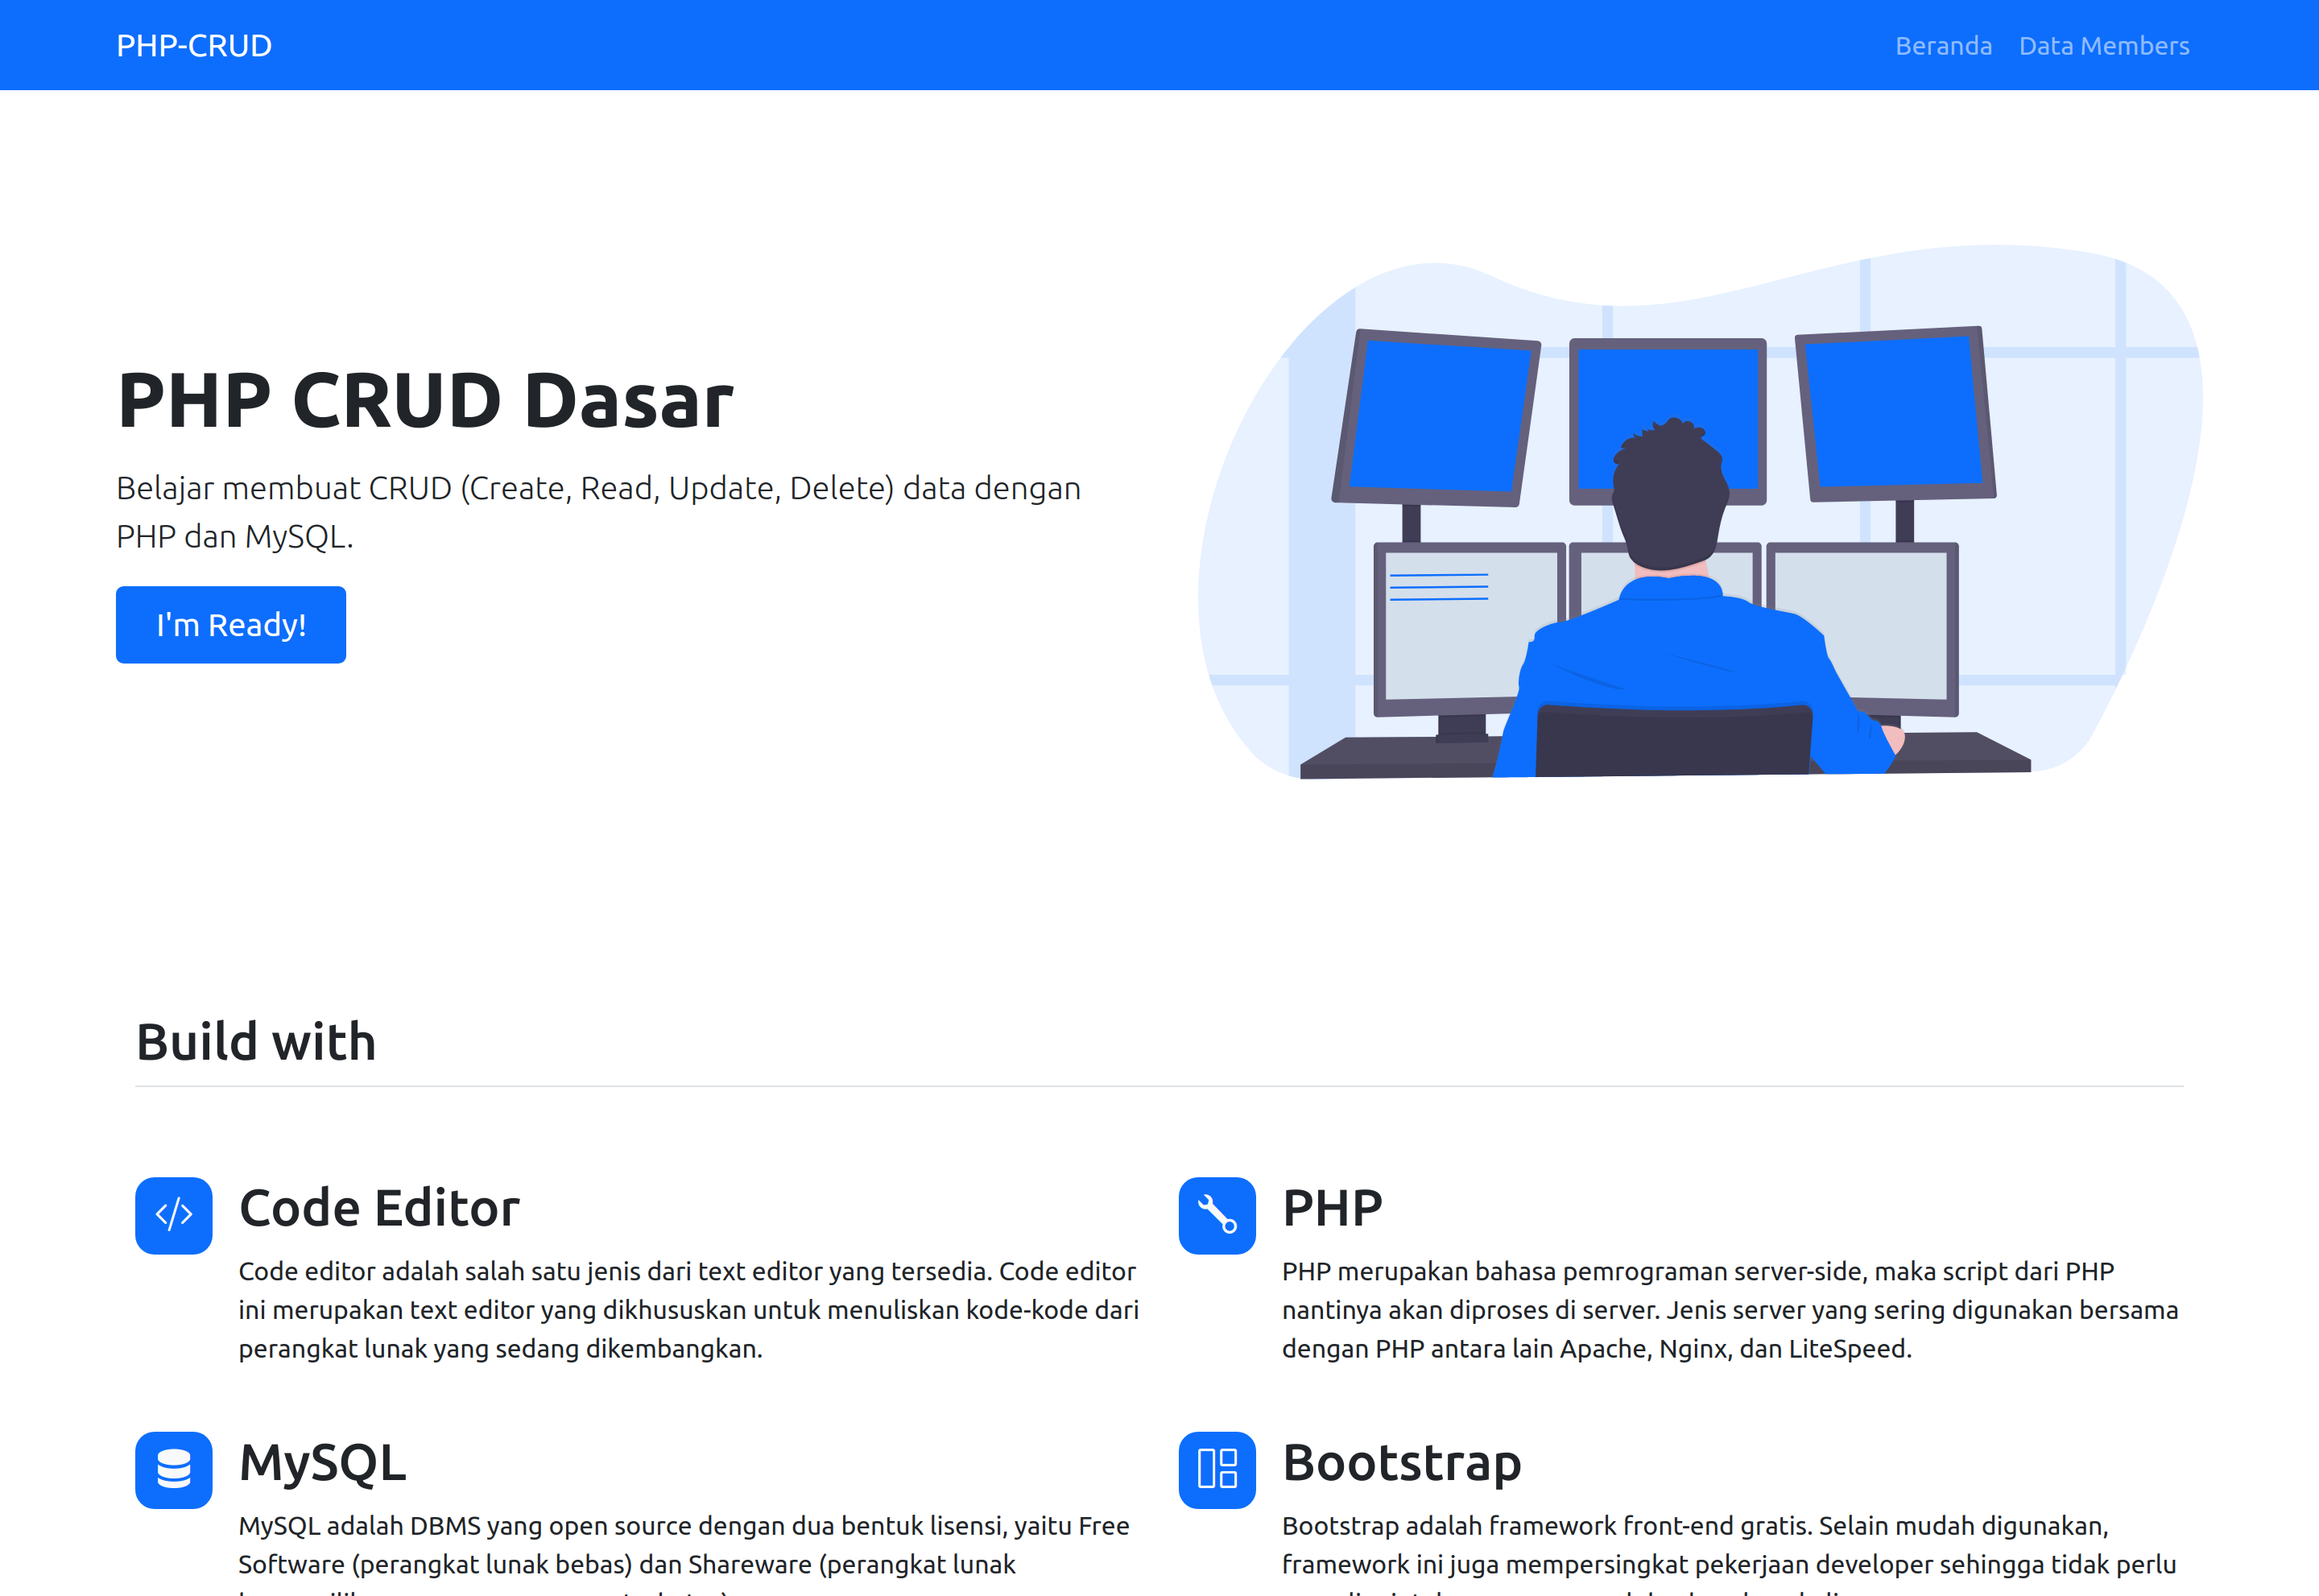 PHP-CRUD
Beranda
Data Members
PHP CRUD Dasar
Belajar membuat CRUD (Create, Read, Update, Delete) data dengan
PHP dan MySQL.
I'm Ready!
Build with
Code Editor
Code editor adalah salah satu jenis dari text editor yang tersedia. Code editor
ini merupakan text editor yang dikhususkan untuk menuliskan kode-kode dari
perangkat lunak yang sedang dikembangkan.
PHP
PHP merupakan bahasa pemrograman server-side, maka script dari PHP
nantinya akan diproses di server. Jenis server yang sering digunakan bersama
dengan PHP antara lain Apache, Nginx, dan LiteSpeed.
MySQL
MySQL adalah DBMS yang open source dengan dua bentuk lisensi, yaitu Free
Software (perangkat lunak bebas) dan Shareware (perangkat lunak
Bootstrap
Bootstrap adalah framework front-end gratis. Selain mudah digunakan,
framework ini juga mempersingkat pekerjaan developer sehingga tidak perlu